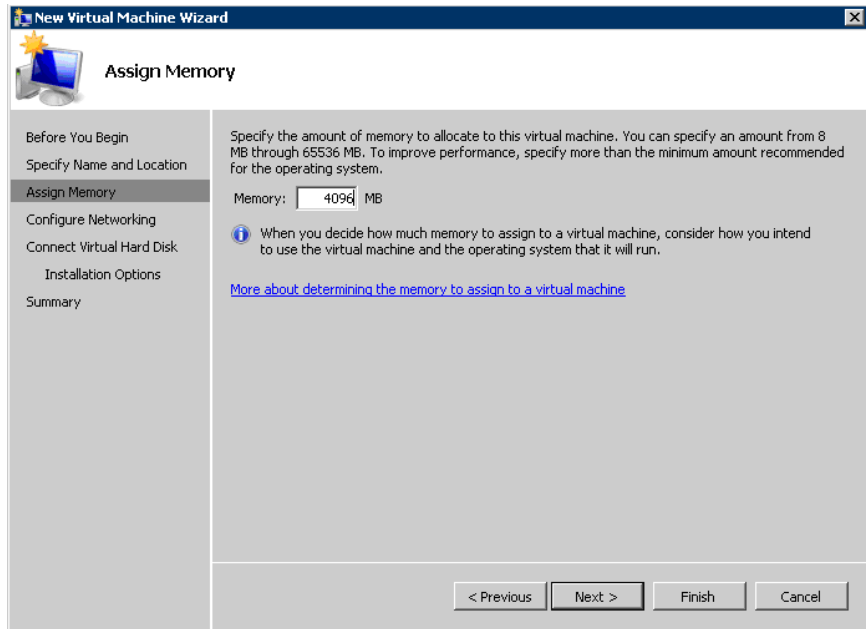 New Virtual Machine Wizard
Assign Memory
Before You Begin
Specify Name and Location
Assign Memory
Configure Networking
Connect Virtual Hard Disk
Installation Options
Summary
Specify the amount of memory to allocate to this virtual machine. You can specify an amount from 8
MB through 65536 MB. To improve performance, specify more than the minimum amount recommended
for the operating system.
Memory: 4096 MB
When you decide how much memory to assign to a virtual machine, consider how you intend
to use the virtual machine and the operating system that it will run.
More about determining the memory to assign to a virtual machine
< Previous Next > Finish Cancel